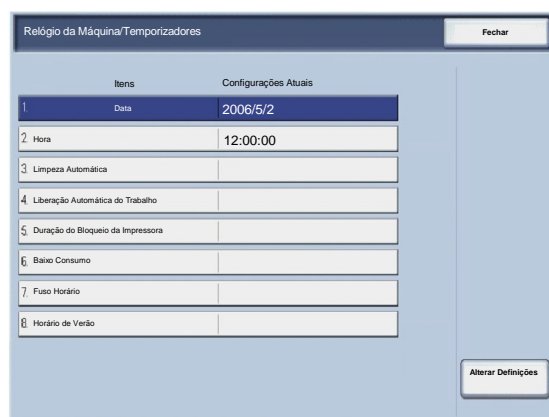 Relógio da Máquina/Temporizadores
Fechar
Itens Configurações Atuais
1. Data 2006/5/2
2. Hora 12:00:00
3. Limpeza Automática
4. Liberação Automática do Trabalho
5. Duração do Bloqueio da Impressora
6. Baixo Consumo
7. Fuso Horário
8. Horário de Verão
Alterar Definições